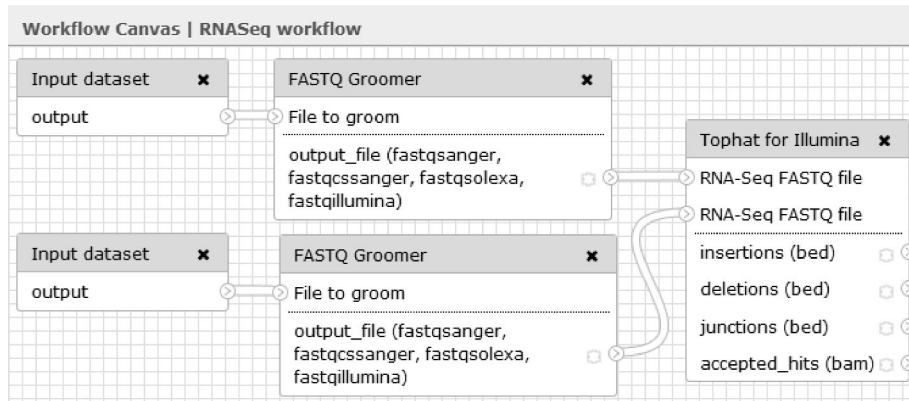 Workflow Canvas | RNASeq workflow
Input dataset
output
FASTQ Groomer
File to groom
output_file (fastqsanger,
fastqcssanger, fastqsolexa,
fastqillumina)
Input dataset
output
FASTQ Groomer
File to groom
output_file (fastqsanger,
fastqcssanger, fastqsolexa,
fastqillumina)
Tophat for Illumina
RNA-Seq FASTQ file
RNA-Seq FASTQ file
insertions (bed)
deletions (bed)
junctions (bed)
accepted_hits (bam)